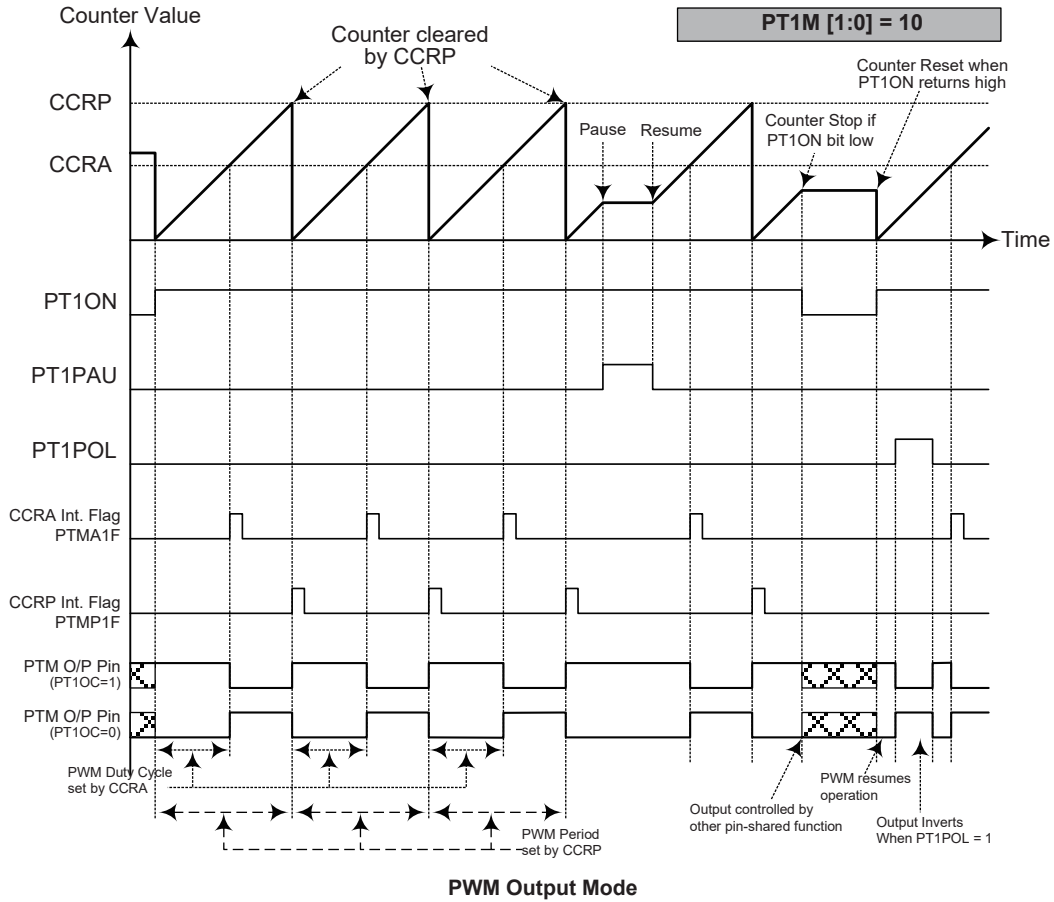 Counter Value
PT1M [1:0] = 10
Counter cleared
by CCRP
Counter Reset when
PT1ON returns high
CCRP
Counter Stop if
PT1ON bit low
Pause
Resume
CCRA
Time
PT1ON
PT1PAU
PT1POL
CCRA Int. Flag
PTMA1F
CCRP Int. Flag
PTMP1F
PTM O/P Pin
(PT1OC=1)
PTM O/P Pin
(PT1OC=0)
PWM Duty Cycle
set by CCRA
PWM Period
set by CCRP
Output controlled by
other pin-shared function
PWM resumes
operation
Output Inverts
When PT1POL = 1
PWM Output Mode